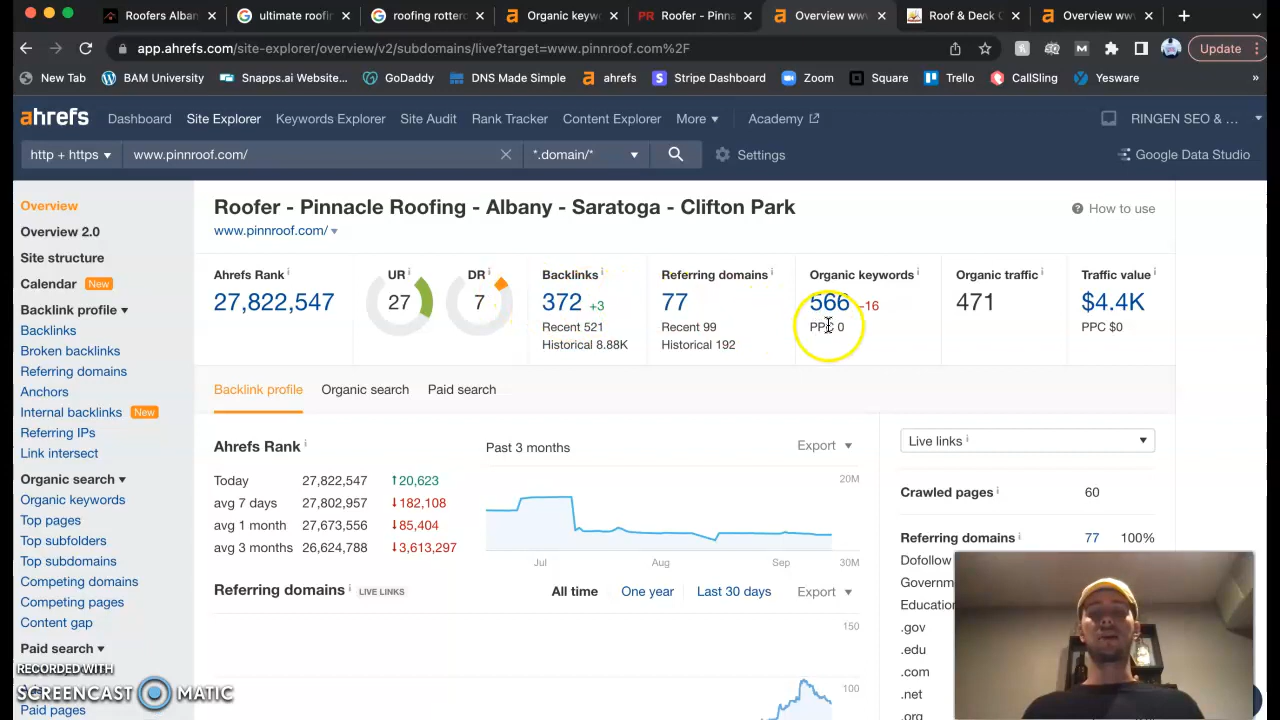 Roofers Alban
ultimate roofin
roofing rotterd
Organic keywo
Roofer - Pinna
Overview www
Roof & Deck C
Overview www
app.ahrefs.com/site-explorer/overview/v2/subdomains/live?target=www.pinnroof.com%2F
Update
New Tab
BAM University
Snapps.ai Websit...
GoDaddy
DNS Made Simple
ahrefs
Stripe Dashboard
Zoom
Square
Trello
CallSling
Yesware
»
ahrefs
Dashboard
Site Explorer
Keywords Explorer
Site Audit
Rank Tracker
Content Explorer
More
Academy
RINGEN SEO & ...
http + https
www.pinnroof.com/
*.domain/*
Settings
Google Data Studio
Overview
Overview 2.0
Site structure
Calendar New
Backlink profile
Backlinks
Broken backlinks
Referring domains
Anchors
Internal backlinks New
Referring IPs
Link intersect
Organic search
Organic keywords
Top pages
Top subfolders
Top subdomains
Competing domains
Competing pages
Content gap
Paid search
Paid pages
RECORDED WITH
SCREENCAST MATIC
Roofer - Pinnacle Roofing - Albany - Saratoga - Clifton Park
How to use
www.pinnroof.com/
Ahrefs Rank
27,822,547
UR
27
DR
7
Backlinks
372 +3
Recent 521
Historical 8.88K
Referring domains
77
Recent 99
Historical 192
Organic keywords
566 -16
PPC 0
Organic traffic
471
Traffic value
$4.4K
PPC $0
Backlink profile
Organic search
Paid search
Ahrefs Rank
Today 27,822,547 ↑20,623
avg 7 days 27,802,957 ↓182,108
avg 1 month 27,673,556 ↓85,404
avg 3 months 26,624,788 ↓3,613,297
Past 3 months
Export
20M
Jul
Aug
Sep
30M
Referring domains LIVE LINKS
All time
One year
Last 30 days
Export
150
100
Live links
Crawled pages 60
Referring domains 77 100%
Dofollow
Governm
Education
.gov
.edu
.com
.net
.org